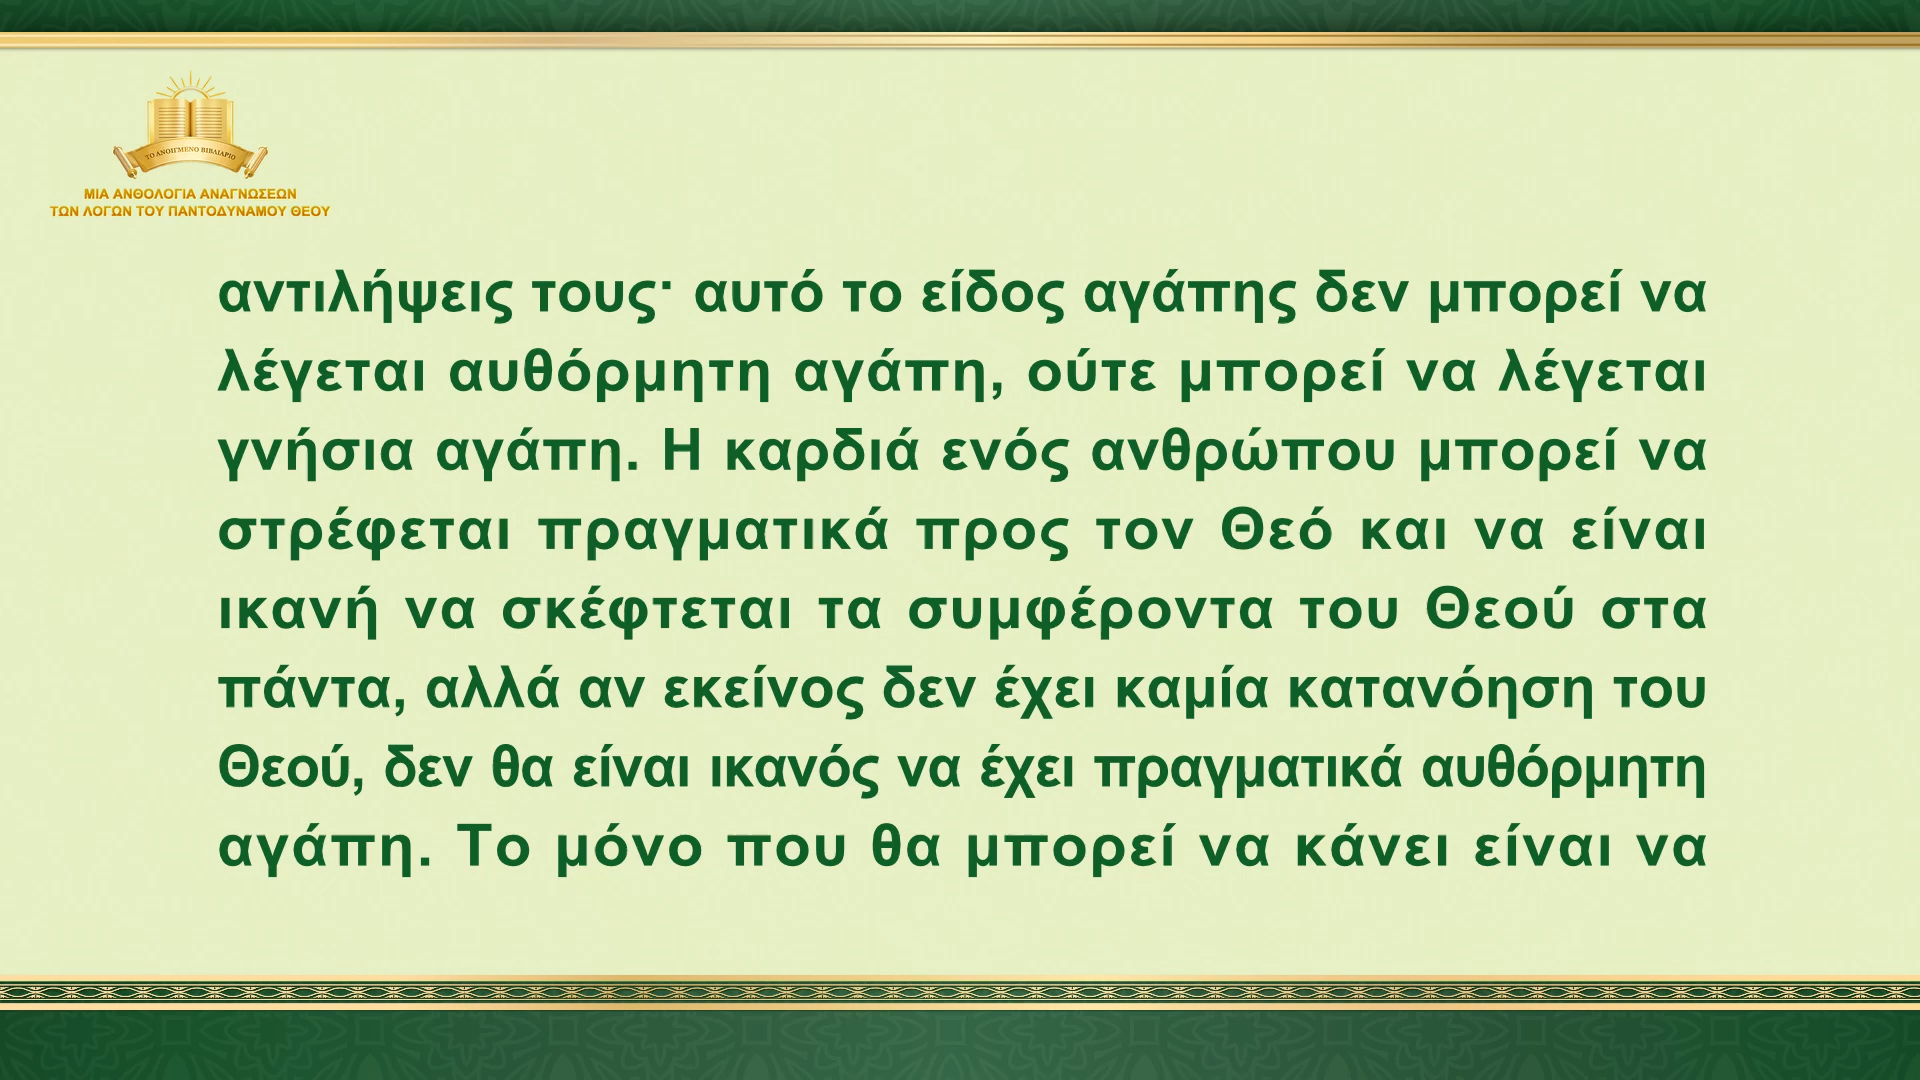 ΤΟ ΑΝΟΙΓΜΕΝΟ ΒΙΒΛΙΑΡΙΟ
ΜΙΑ ΑΝΘΟΛΟΓΙΑ ΑΝΑΓΝΩΣΕΩΝ
ΤΩΝ ΛΟΓΩΝ ΤΟΥ ΠΑΝΤΟΔΥΝΑΜΟΥ ΘΕΟΥ
αντιλήψεις τους· αυτό το είδος αγάπης δεν μπορεί να
λέγεται αυθόρμητη αγάπη, ούτε μπορεί να λέγεται
γνήσια αγάπη. Η καρδιά ενός ανθρώπου μπορεί να
στρέφεται πραγματικά προς τον Θεό και να είναι
ικανή να σκέφτεται τα συμφέροντα του Θεού στα
πάντα, αλλά αν εκείνος δεν έχει καμία κατανόηση του
Θεού, δεν θα είναι ικανός να έχει πραγματικά αυθόρμητη
αγάπη. Το μόνο που θα μπορεί να κάνει είναι να